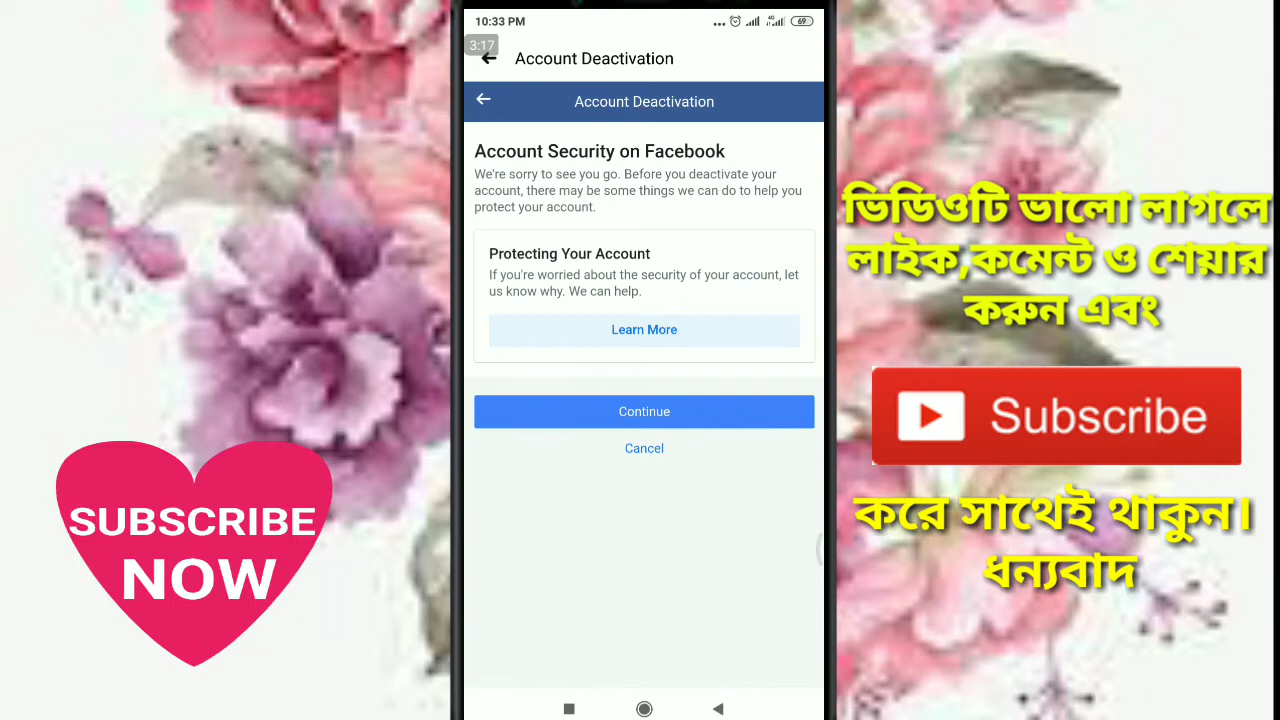 10:33 PM
4G
69
3:17
Account Deactivation
Account Deactivation
Account Security on Facebook
We're sorry to see you go. Before you deactivate your
account, there may be some things we can do to help you
protect your account.
Protecting Your Account
If you're worried about the security of your account, let
us know why. We can help.
Learn More
Continue
Cancel
SUBSCRIBE
NOW
ভিডিওটি ভালো লাগলে
লাইক,কমেন্ট ও শেয়ার
করুন এবং
Subscribe
করে সাথেই থাকুন।
ধন্যবাদ